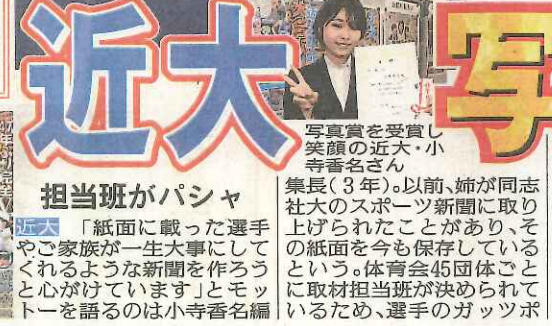 近大
写
写真賞を受賞し
笑顔の近大・小
寺香名さん
担当班がパシャ
近大 「紙面に載った選手
やご家族が一生大事にして
くれるような新聞を作ろう
と心がけています」とモッ
トーを語るのは小寺香名編
集長(3年)。以前、姉が同志
社大のスポーツ新聞に取り
上げられたことがあり、そ
の紙面を今も保存している
という。体育会45団体ごと
に取材担当班が決められて
いるため、選手のガッツポ